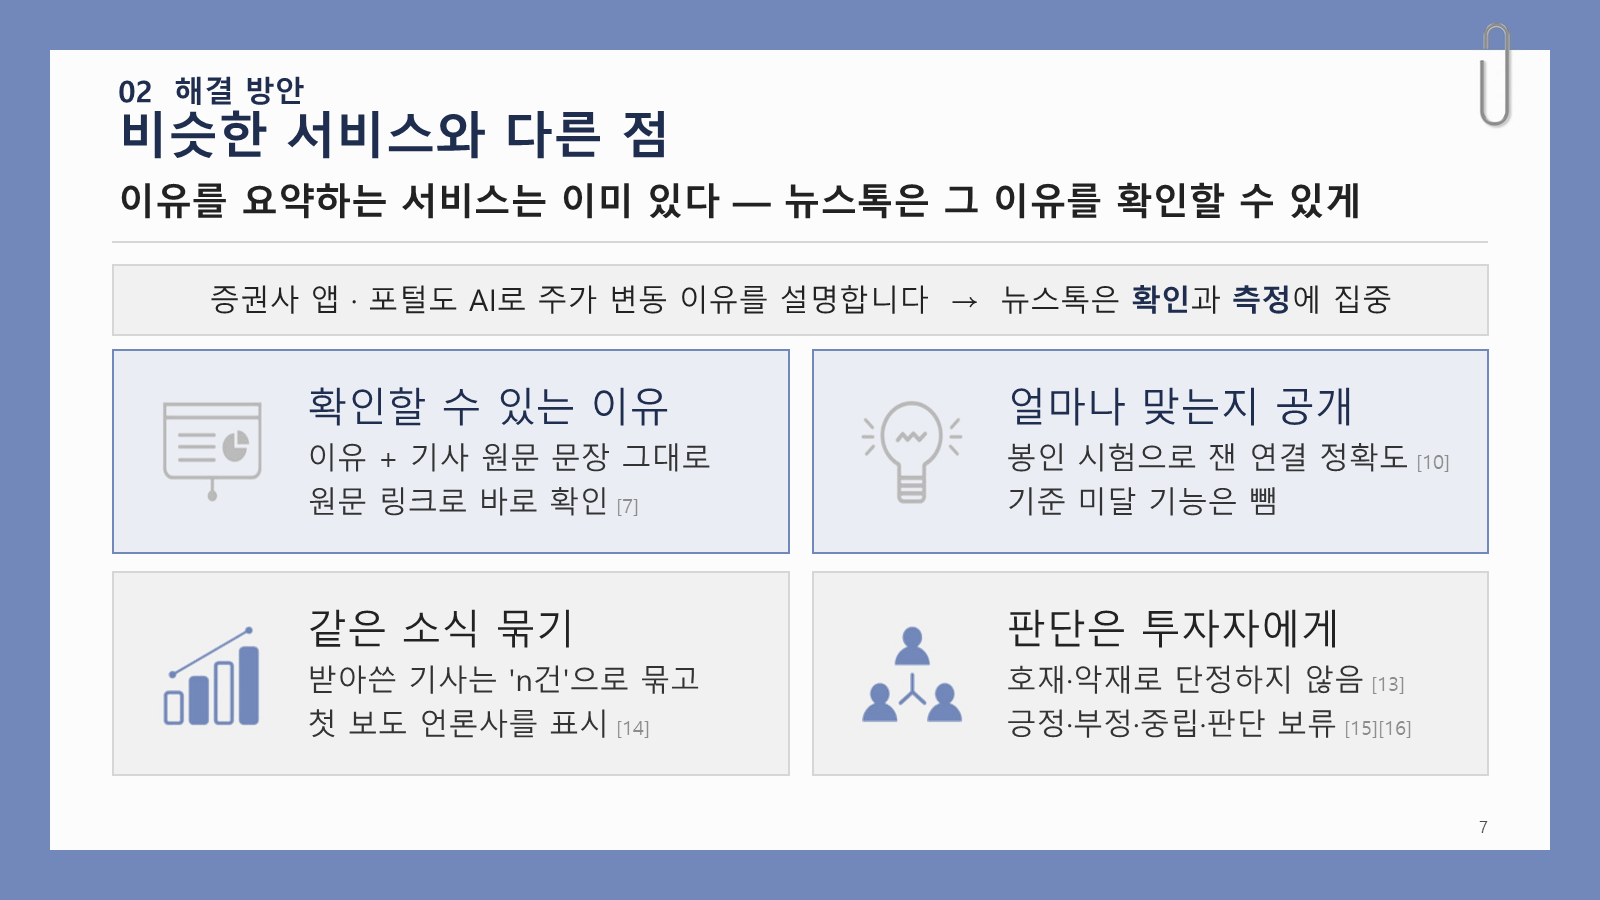 02 해결 방안
비슷한 서비스와 다른 점
이유를 요약하는 서비스는 이미 있다 — 뉴스톡은 그 이유를 확인할 수 있게
증권사 앱 · 포털도 AI로 주가 변동 이유를 설명합니다 → 뉴스톡은 확인과 측정에 집중
확인할 수 있는 이유
이유 + 기사 원문 문장 그대로
원문 링크로 바로 확인 [7]
얼마나 맞는지 공개
봉인 시험으로 잰 연결 정확도 [10]
기준 미달 기능은 뺌
같은 소식 묶기
받아쓴 기사는 'n건'으로 묶고
첫 보도 언론사를 표시 [14]
판단은 투자자에게
호재·악재로 단정하지 않음 [13]
긍정·부정·중립·판단 보류 [15][16]
7